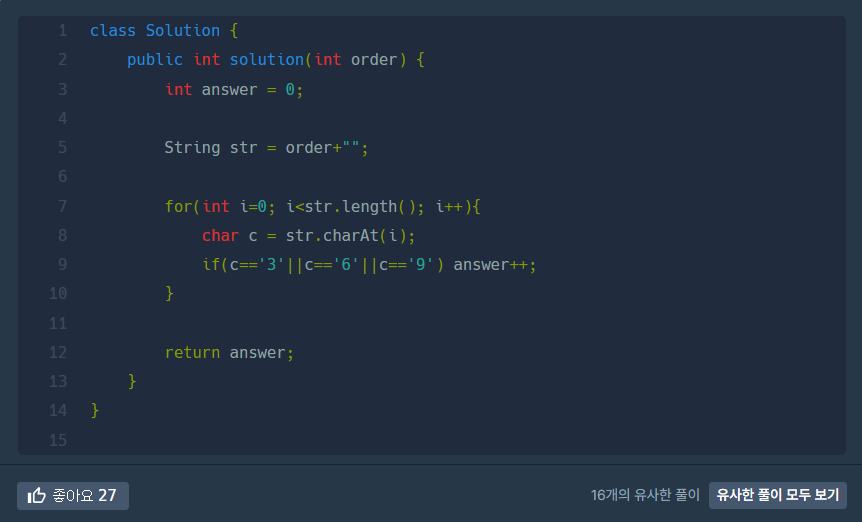 1 class Solution {
2 public int solution(int order) {
3 int answer = 0;
4
5 String str = order+"";
6
7 for(int i=0; i<str.length(); i++){
8 char c = str.charAt(i);
9 if(c=='3'||c=='6'||c=='9') answer++;
10 }
11
12 return answer;
13 }
14 }
15
좋아요 27
16개의 유사한 풀이 유사한 풀이 모두 보기